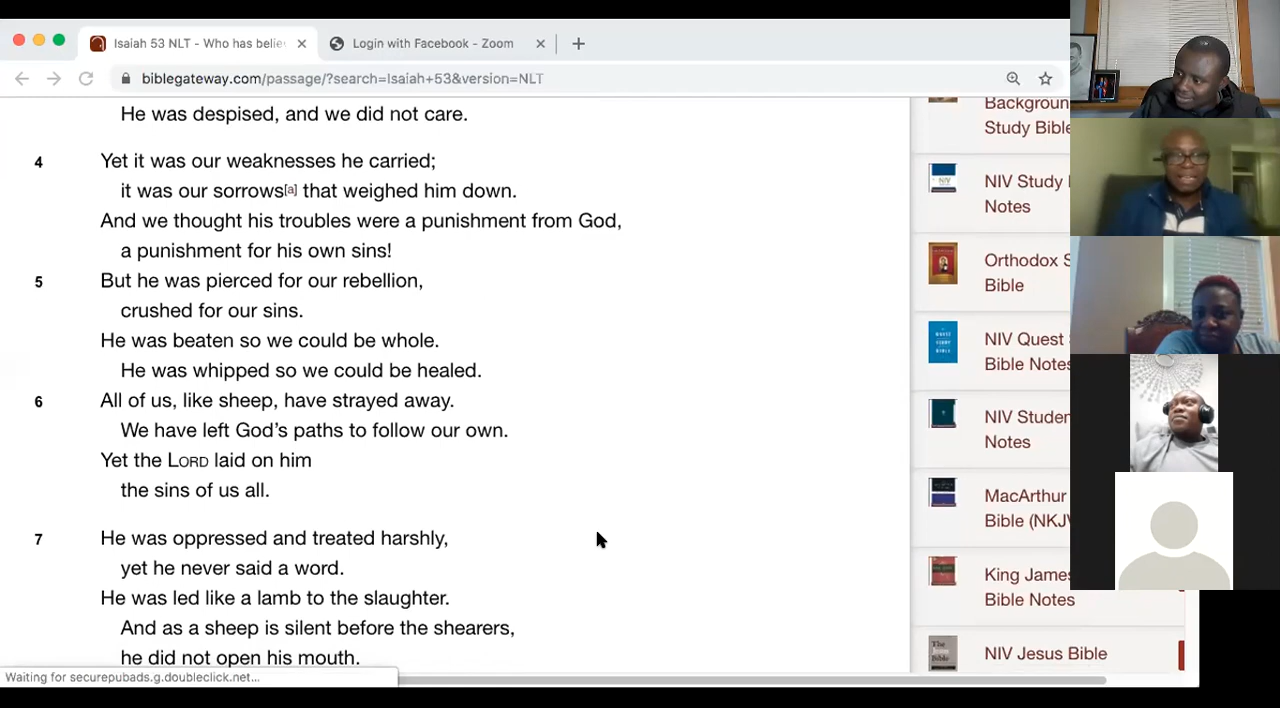 Isaiah 53 NLT - Who has belie
Login with Facebook - Zoom
biblegateway.com/passage/?search=Isaiah+53&version=NLT
He was despised, and we did not care.
4 Yet it was our weaknesses he carried;
it was our sorrows[a] that weighed him down.
And we thought his troubles were a punishment from God,
a punishment for his own sins!
5 But he was pierced for our rebellion,
crushed for our sins.
He was beaten so we could be whole.
He was whipped so we could be healed.
6 All of us, like sheep, have strayed away.
We have left God’s paths to follow our own.
Yet the LORD laid on him
the sins of us all.
7 He was oppressed and treated harshly,
yet he never said a word.
He was led like a lamb to the slaughter.
And as a sheep is silent before the shearers,
he did not open his mouth.
Waiting for securepubads.g.doubleclick.net...
Backgroun
Study Bible
NIV Study
Notes
Orthodox S
Bible
NIV Quest
Bible Notes
NIV Studen
Notes
MacArthur
Bible (NKJV
King James
Bible Notes
NIV Jesus Bible